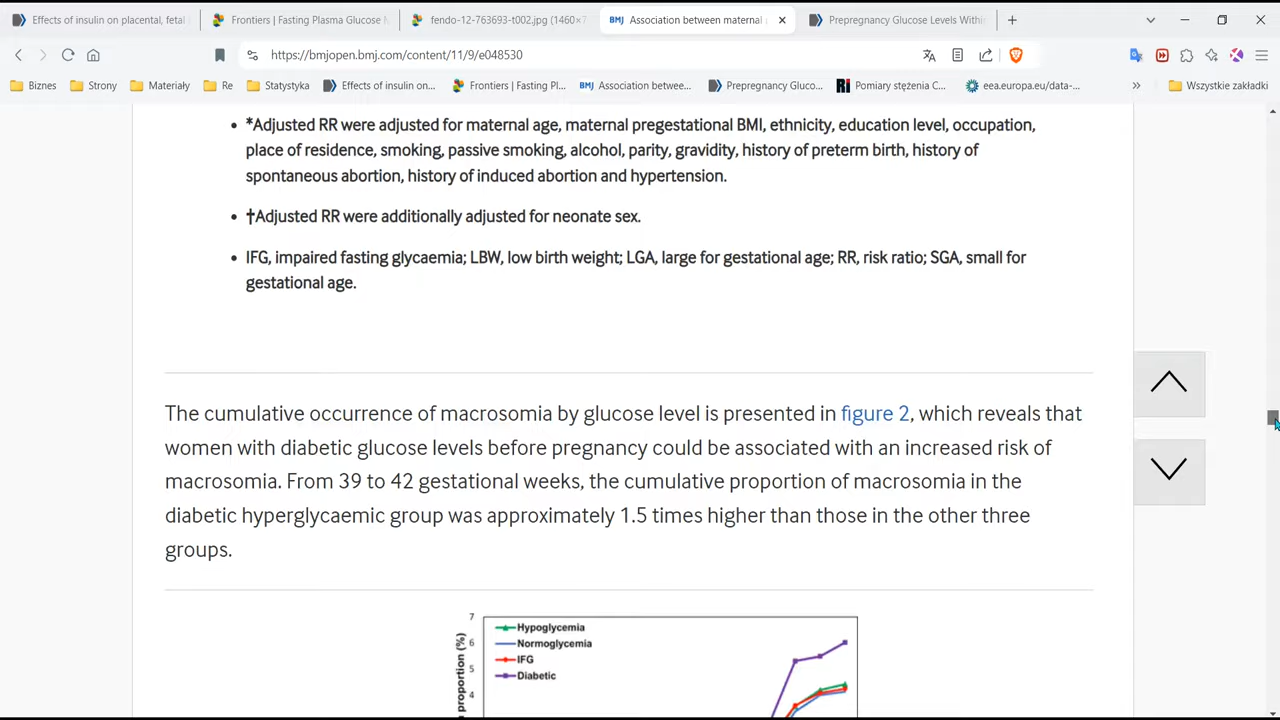 Effects of insulin on placental, fetal
Frontiers | Fasting Plasma Glucose
fendo-12-763693-t002.jpg (1460×7
BMJ Association between maternal
Prepregnancy Glucose Levels Withi
https://bmjopen.bmj.com/content/11/9/e048530
Biznes Strony Materiały Re Statystyka Effects of insulin on... Frontiers | Fasting Pl... BMJ Association betwee... Prepregnancy Gluco... Ri Pomiary stężenia C... eea.europa.eu/data-... » Wszystkie zakładki
• *Adjusted RR were adjusted for maternal age, maternal pregestational BMI, ethnicity, education level, occupation,
place of residence, smoking, passive smoking, alcohol, parity, gravidity, history of preterm birth, history of
spontaneous abortion, history of induced abortion and hypertension.
• †Adjusted RR were additionally adjusted for neonate sex.
• IFG, impaired fasting glycaemia; LBW, low birth weight; LGA, large for gestational age; RR, risk ratio; SGA, small for
gestational age.
The cumulative occurrence of macrosomia by glucose level is presented in figure 2, which reveals that
women with diabetic glucose levels before pregnancy could be associated with an increased risk of
macrosomia. From 39 to 42 gestational weeks, the cumulative proportion of macrosomia in the
diabetic hyperglycaemic group was approximately 1.5 times higher than those in the other three
groups.
7
6
5
4
proportion (%)
Hypoglycemia
Normoglycemia
IFG
Diabetic